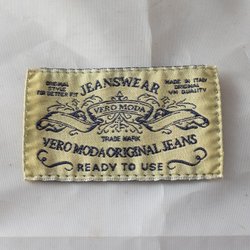 JEANSWEAR
ORIGINAL
STYLE
FOR BETTER FIT
MADE IN ITALY
ORIGINAL
VM QUALITY
VERO MODA
TRADE MARK
VERO MODA ORIGINAL JEANS
READY TO USE